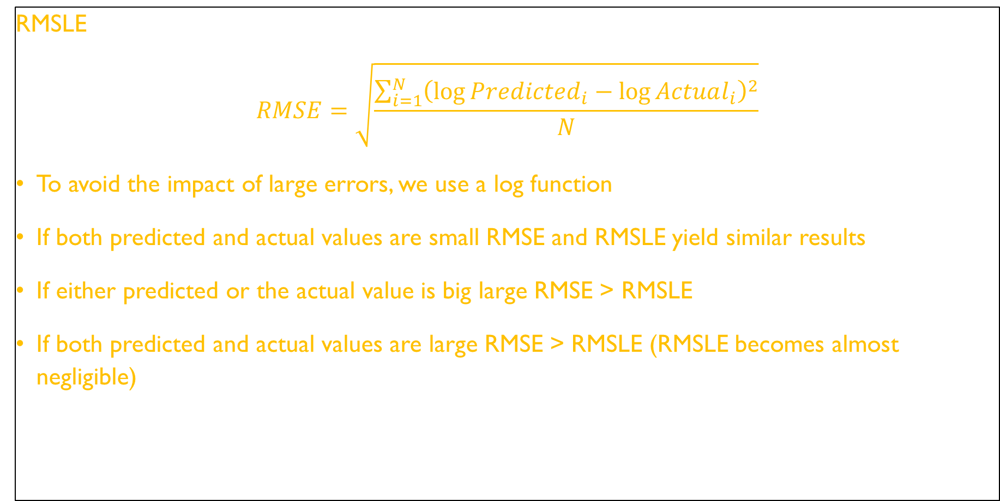 RMSLE
RMSE = √(∑_{i=1}^{N}(log Predicted_i − log Actual_i)² / N)
• To avoid the impact of large errors, we use a log function
• If both predicted and actual values are small RMSE and RMSLE yield similar results
• If either predicted or the actual value is big large RMSE > RMSLE
• If both predicted and actual values are large RMSE > RMSLE (RMSLE becomes almost
negligible)